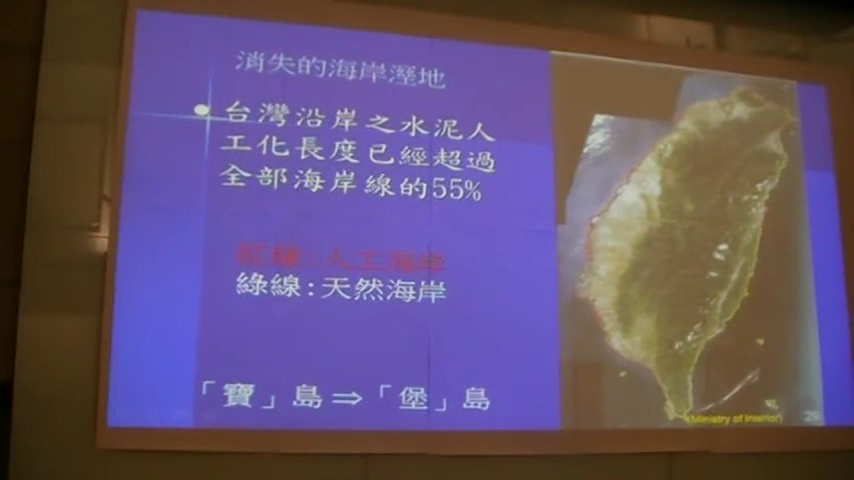 消失的海岸溼地
台灣沿岸之水泥人
工化長度已經超過
全部海岸線的55%
紅線:人工海岸
綠線:天然海岸
「寶」島⇒「堡」島
(Ministry of Interior)
29